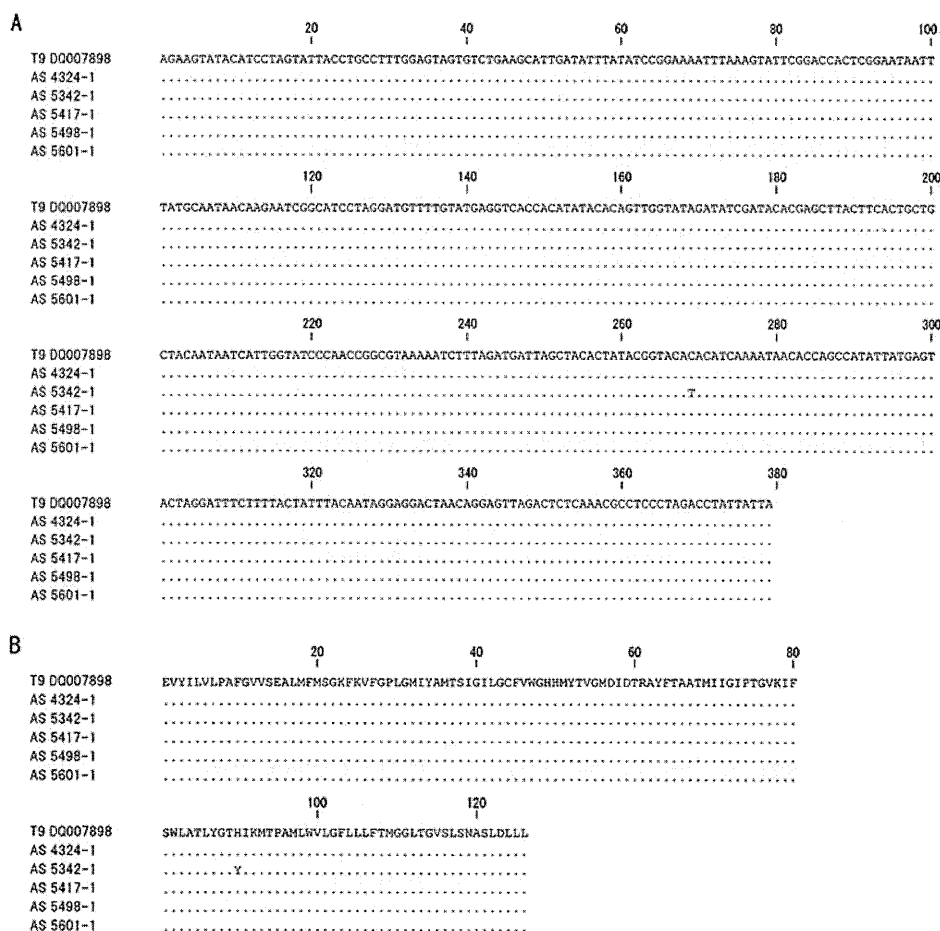 A
20 40 60 80 100
T9 DQ007898 AGAAGTATACATCCTAGTATTACCTGCCTTTGGAGTAGTGTCTGAAGCATTGATATTTATATCCGGAAAATTTAAAGTATTCGGACCACTCGGAATAATT
AS 4324-1
AS 5342-1
AS 5417-1
AS 5498-1
AS 5601-1
120 140 160 180 200
T9 DQ007898 TATGCAATAACAAGAATCGGCATCCTAGGATGTTTTGTATGAGGTCACCACATATACACAGTTGGTATAGATATCGATACACGAGCTTACTTCACTGCTG
AS 4324-1
AS 5342-1
AS 5417-1
AS 5498-1
AS 5601-1
220 240 260 280 300
T9 DQ007898 CTACAATAATCATTGGTATCCCAACCGGCGTAAAAATCTTTAGATGATTAGCTACACTATACGGTACACACATCAAAATAACACCAGCCATATTATGAGT
AS 4324-1
AS 5342-1 T
AS 5417-1
AS 5498-1
AS 5601-1
320 340 360 380
T9 DQ007898 ACTAGGATTTCTTTTACTATTTACAATAGGAGGACTAACAGGAGTTAGACTCTCAAACGCCTCCCTAGACCTATTATTA
AS 4324-1
AS 5342-1
AS 5417-1
AS 5498-1
AS 5601-1
B
20 40 60 80
T9 DQ007898 EVYILVLPAFGVVSEALMFMSGKFKVFGPLGMIYAMTSIGILGCFVWGHHMYTVGMDIDTRAYFTAATMIIGIPTGVKIF
AS 4324-1
AS 5342-1
AS 5417-1
AS 5498-1
AS 5601-1
100 120
T9 DQ007898 SWLATLYGTHIKMTPAMLWVLGFLLLFTMGGLTGVSLSNASLDLLL
AS 4324-1
AS 5342-1 Y
AS 5417-1
AS 5498-1
AS 5601-1